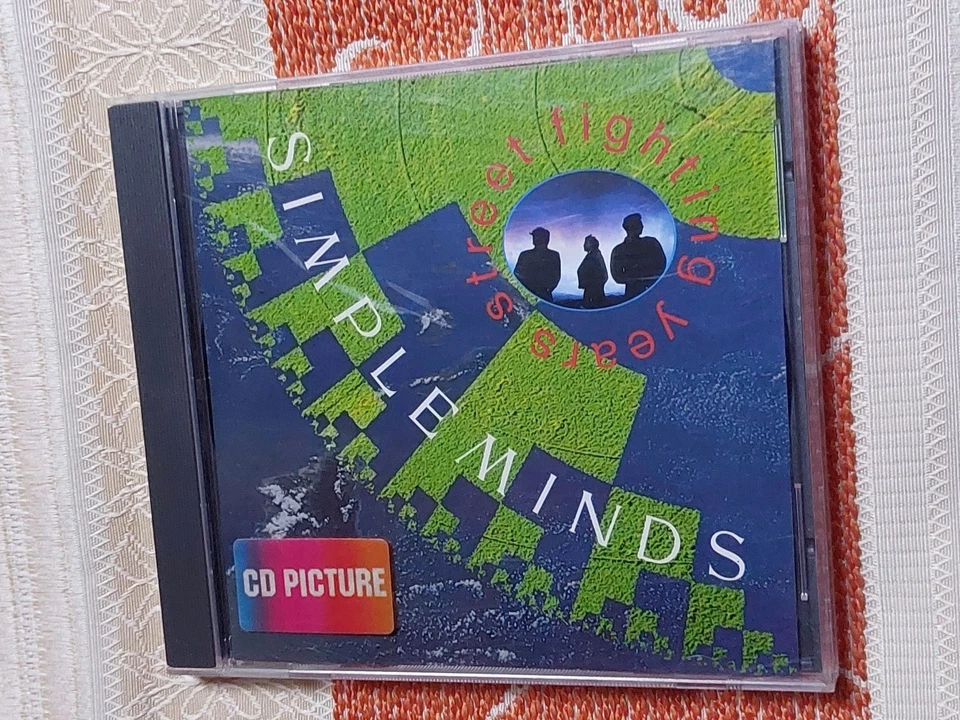 SIMPLE MINDS
street fighting years
CD PICTURE